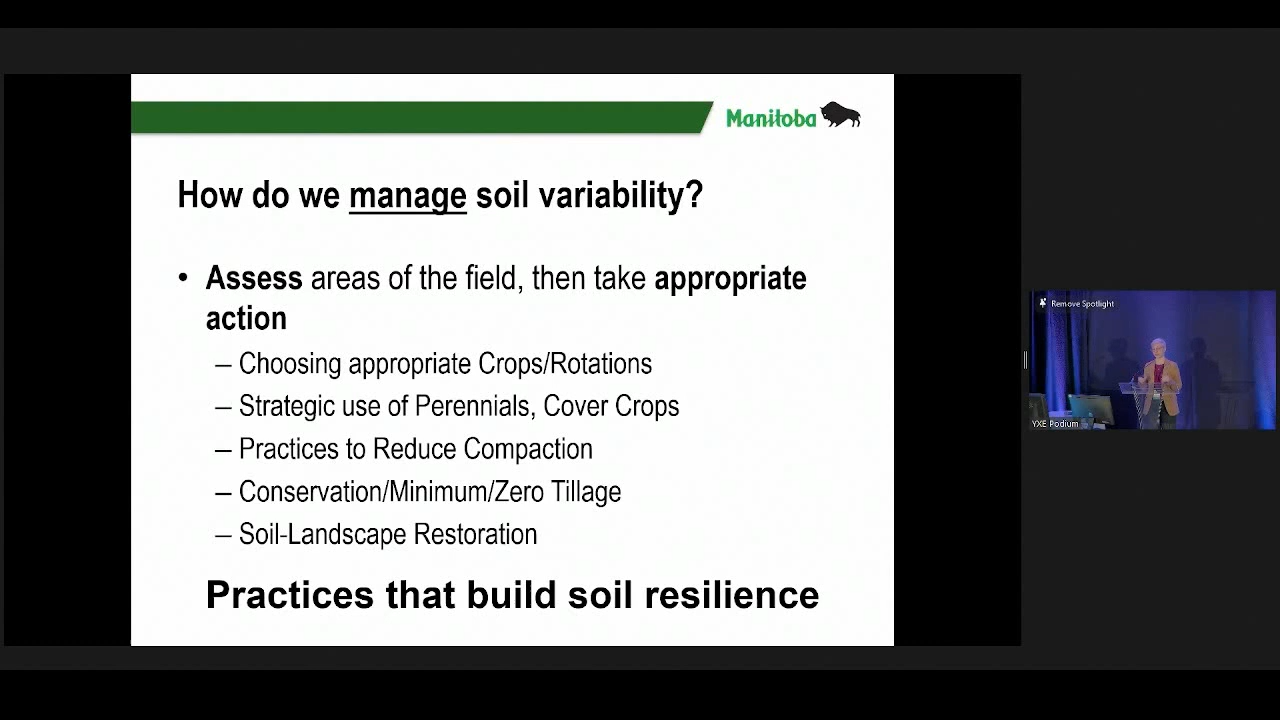 Manitoba
How do we manage soil variability?
• Assess areas of the field, then take appropriate
action
– Choosing appropriate Crops/Rotations
– Strategic use of Perennials, Cover Crops
– Practices to Reduce Compaction
– Conservation/Minimum/Zero Tillage
– Soil-Landscape Restoration
Practices that build soil resilience
Remove Spotlight
YXE Podium